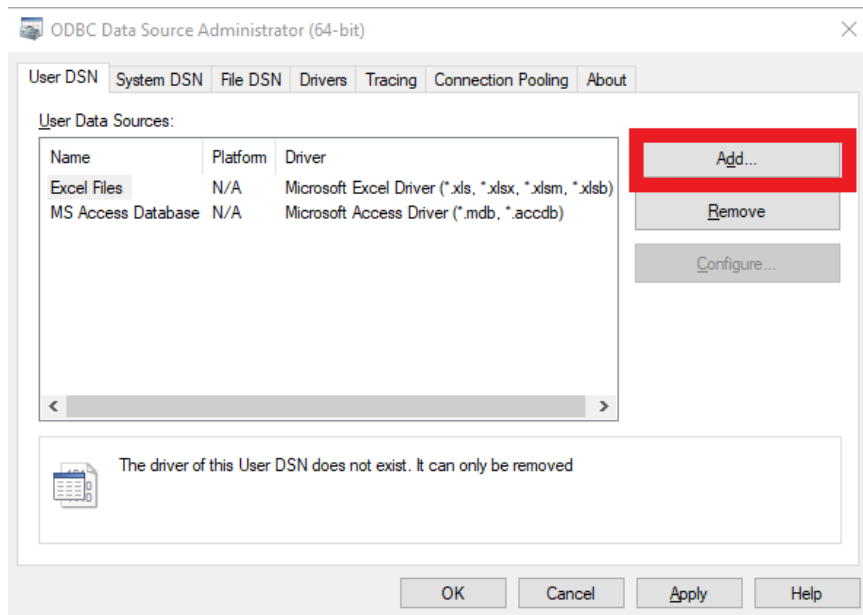 ODBC Data Source Administrator (64-bit)
User DSN System DSN File DSN Drivers Tracing Connection Pooling About
User Data Sources:
Name Platform Driver
Excel Files N/A Microsoft Excel Driver (*.xls, *.xlsx, *.xlsm, *.xlsb)
MS Access Database N/A Microsoft Access Driver (*.mdb, *.accdb)
Add...
Remove
Configure...
The driver of this User DSN does not exist. It can only be removed
OK Cancel Apply Help